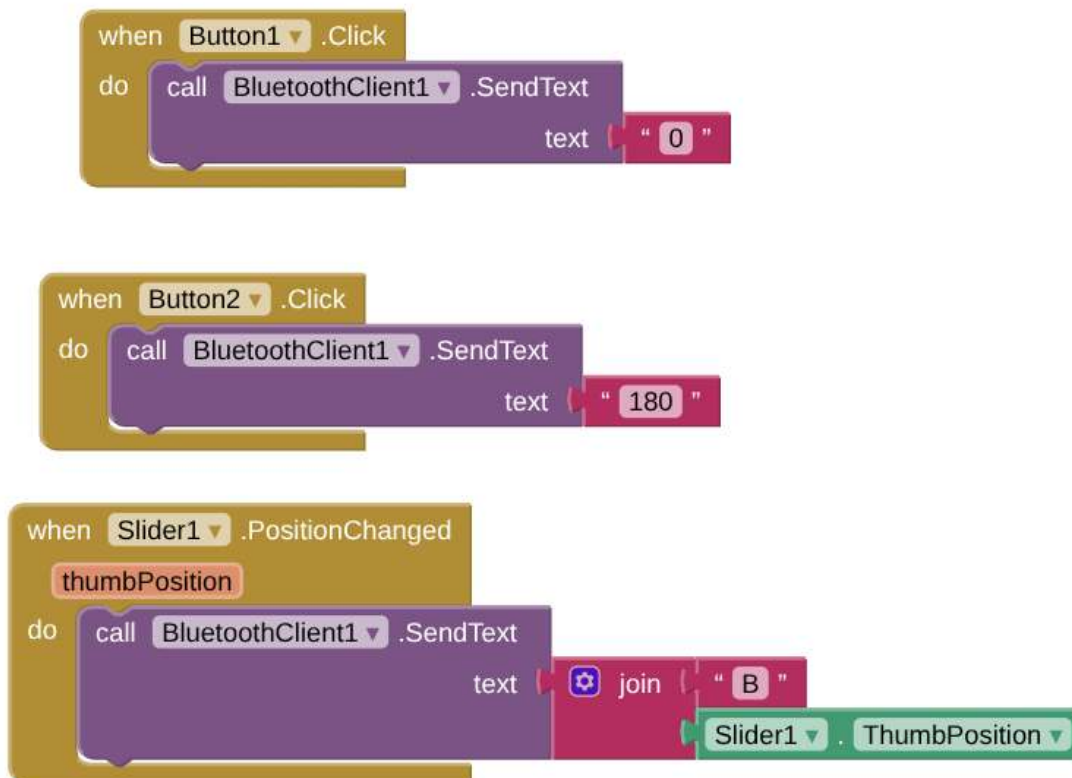 when Button1 .Click
do call BluetoothClient1 .SendText
text " 0 "
when Button2 .Click
do call BluetoothClient1 .SendText
text " 180 "
when Slider1 .PositionChanged
thumbPosition
do call BluetoothClient1 .SendText
text join " B "
Slider1 . ThumbPosition